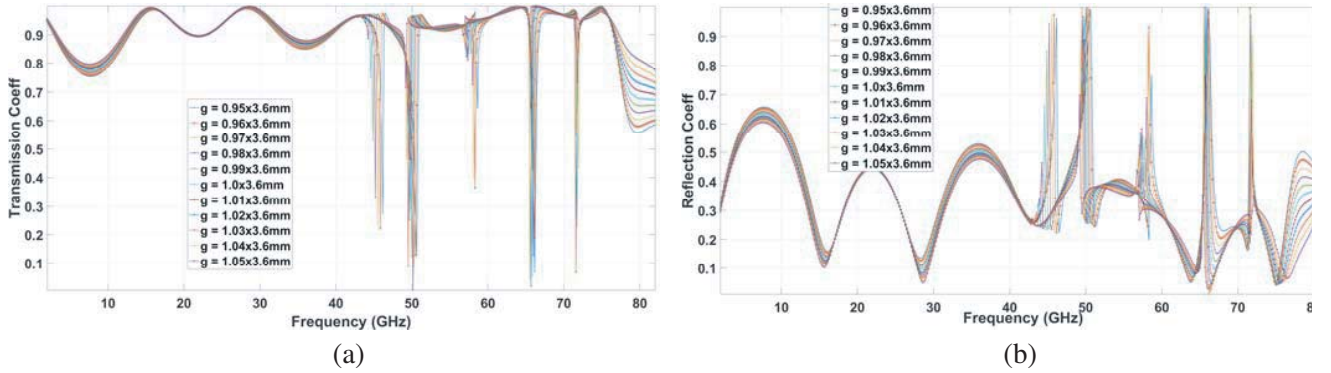 Transmission Coeff
0.9
0.8
0.7
0.6
0.5
0.4
0.3
0.2
0.1
g = 0.95x3.6mm
g = 0.96x3.6mm
g = 0.97x3.6mm
g = 0.98x3.6mm
g = 0.99x3.6mm
g = 1.0x3.6mm
g = 1.01x3.6mm
g = 1.02x3.6mm
g = 1.03x3.6mm
g = 1.04x3.6mm
g = 1.05x3.6mm
10 20 30 40 50 60 70 80
Frequency (GHz)
(a)
Reflection Coeff
0.9
0.8
0.7
0.6
0.5
0.4
0.3
0.2
0.1
g = 0.95x3.6mm
g = 0.96x3.6mm
g = 0.97x3.6mm
g = 0.98x3.6mm
g = 0.99x3.6mm
g = 1.0x3.6mm
g = 1.01x3.6mm
g = 1.02x3.6mm
g = 1.03x3.6mm
g = 1.04x3.6mm
g = 1.05x3.6mm
10 20 30 40 50 60 70
Frequency (GHz)
(b)